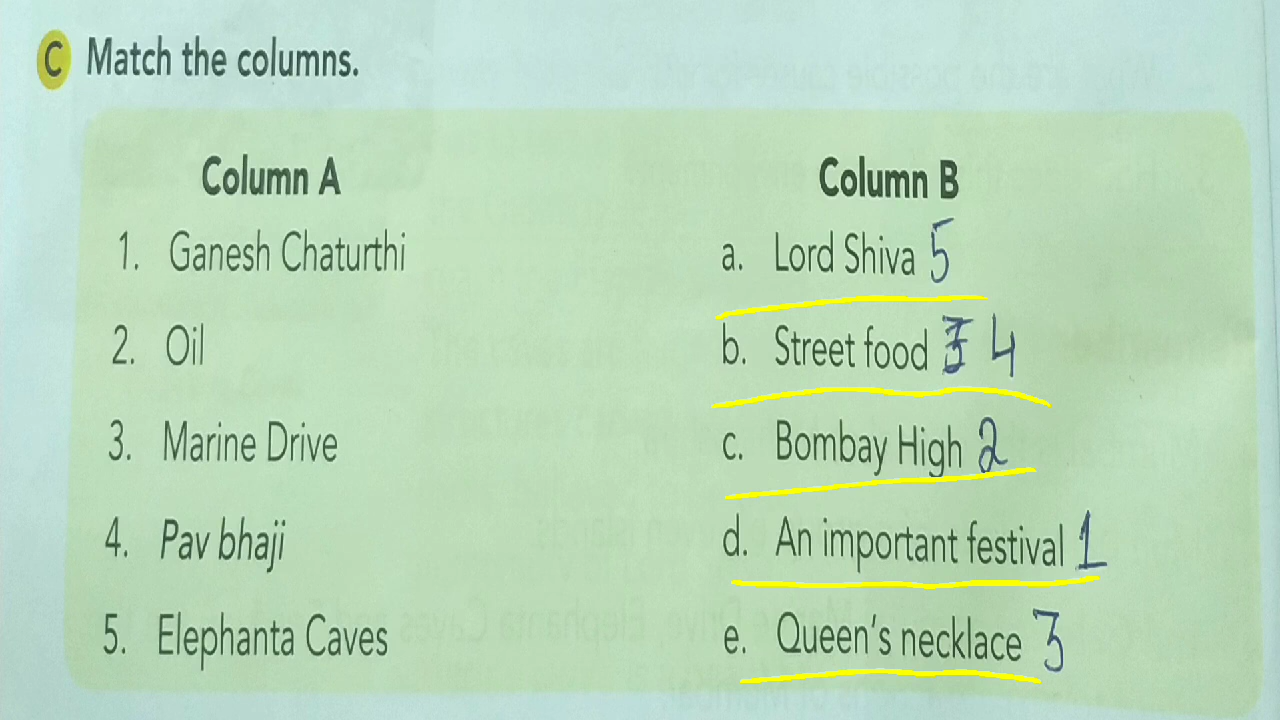 C Match the columns.
Column A Column B
1. Ganesh Chaturthi a. Lord Shiva 5
2. Oil b. Street food 4
3. Marine Drive c. Bombay High 2
4. Pav bhaji d. An important festival 1
5. Elephanta Caves e. Queen's necklace 3